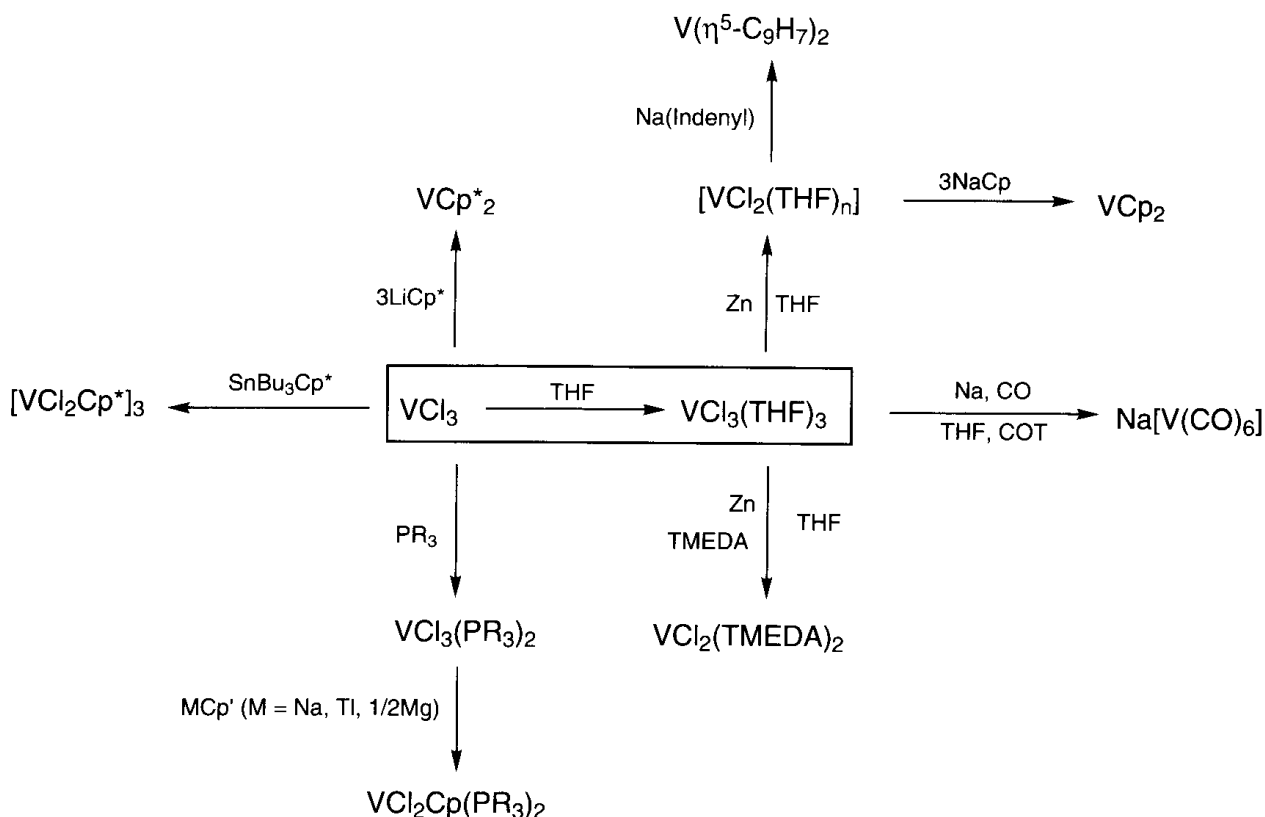 V(η⁵-C₉H₇)₂
Na(Indenyl)
VCp*₂
[VCl₂(THF)ₙ]
3NaCp
VCp₂
3LiCp*
Zn
THF
[VCl₂Cp*]₃
SnBu₃Cp*
VCl₃
THF
VCl₃(THF)₃
Na, CO
THF, COT
Na[V(CO)₆]
PR₃
Zn
TMEDA
THF
VCl₃(PR₃)₂
VCl₂(TMEDA)₂
MCp' (M = Na, Tl, 1/2Mg)
VCl₂Cp(PR₃)₂